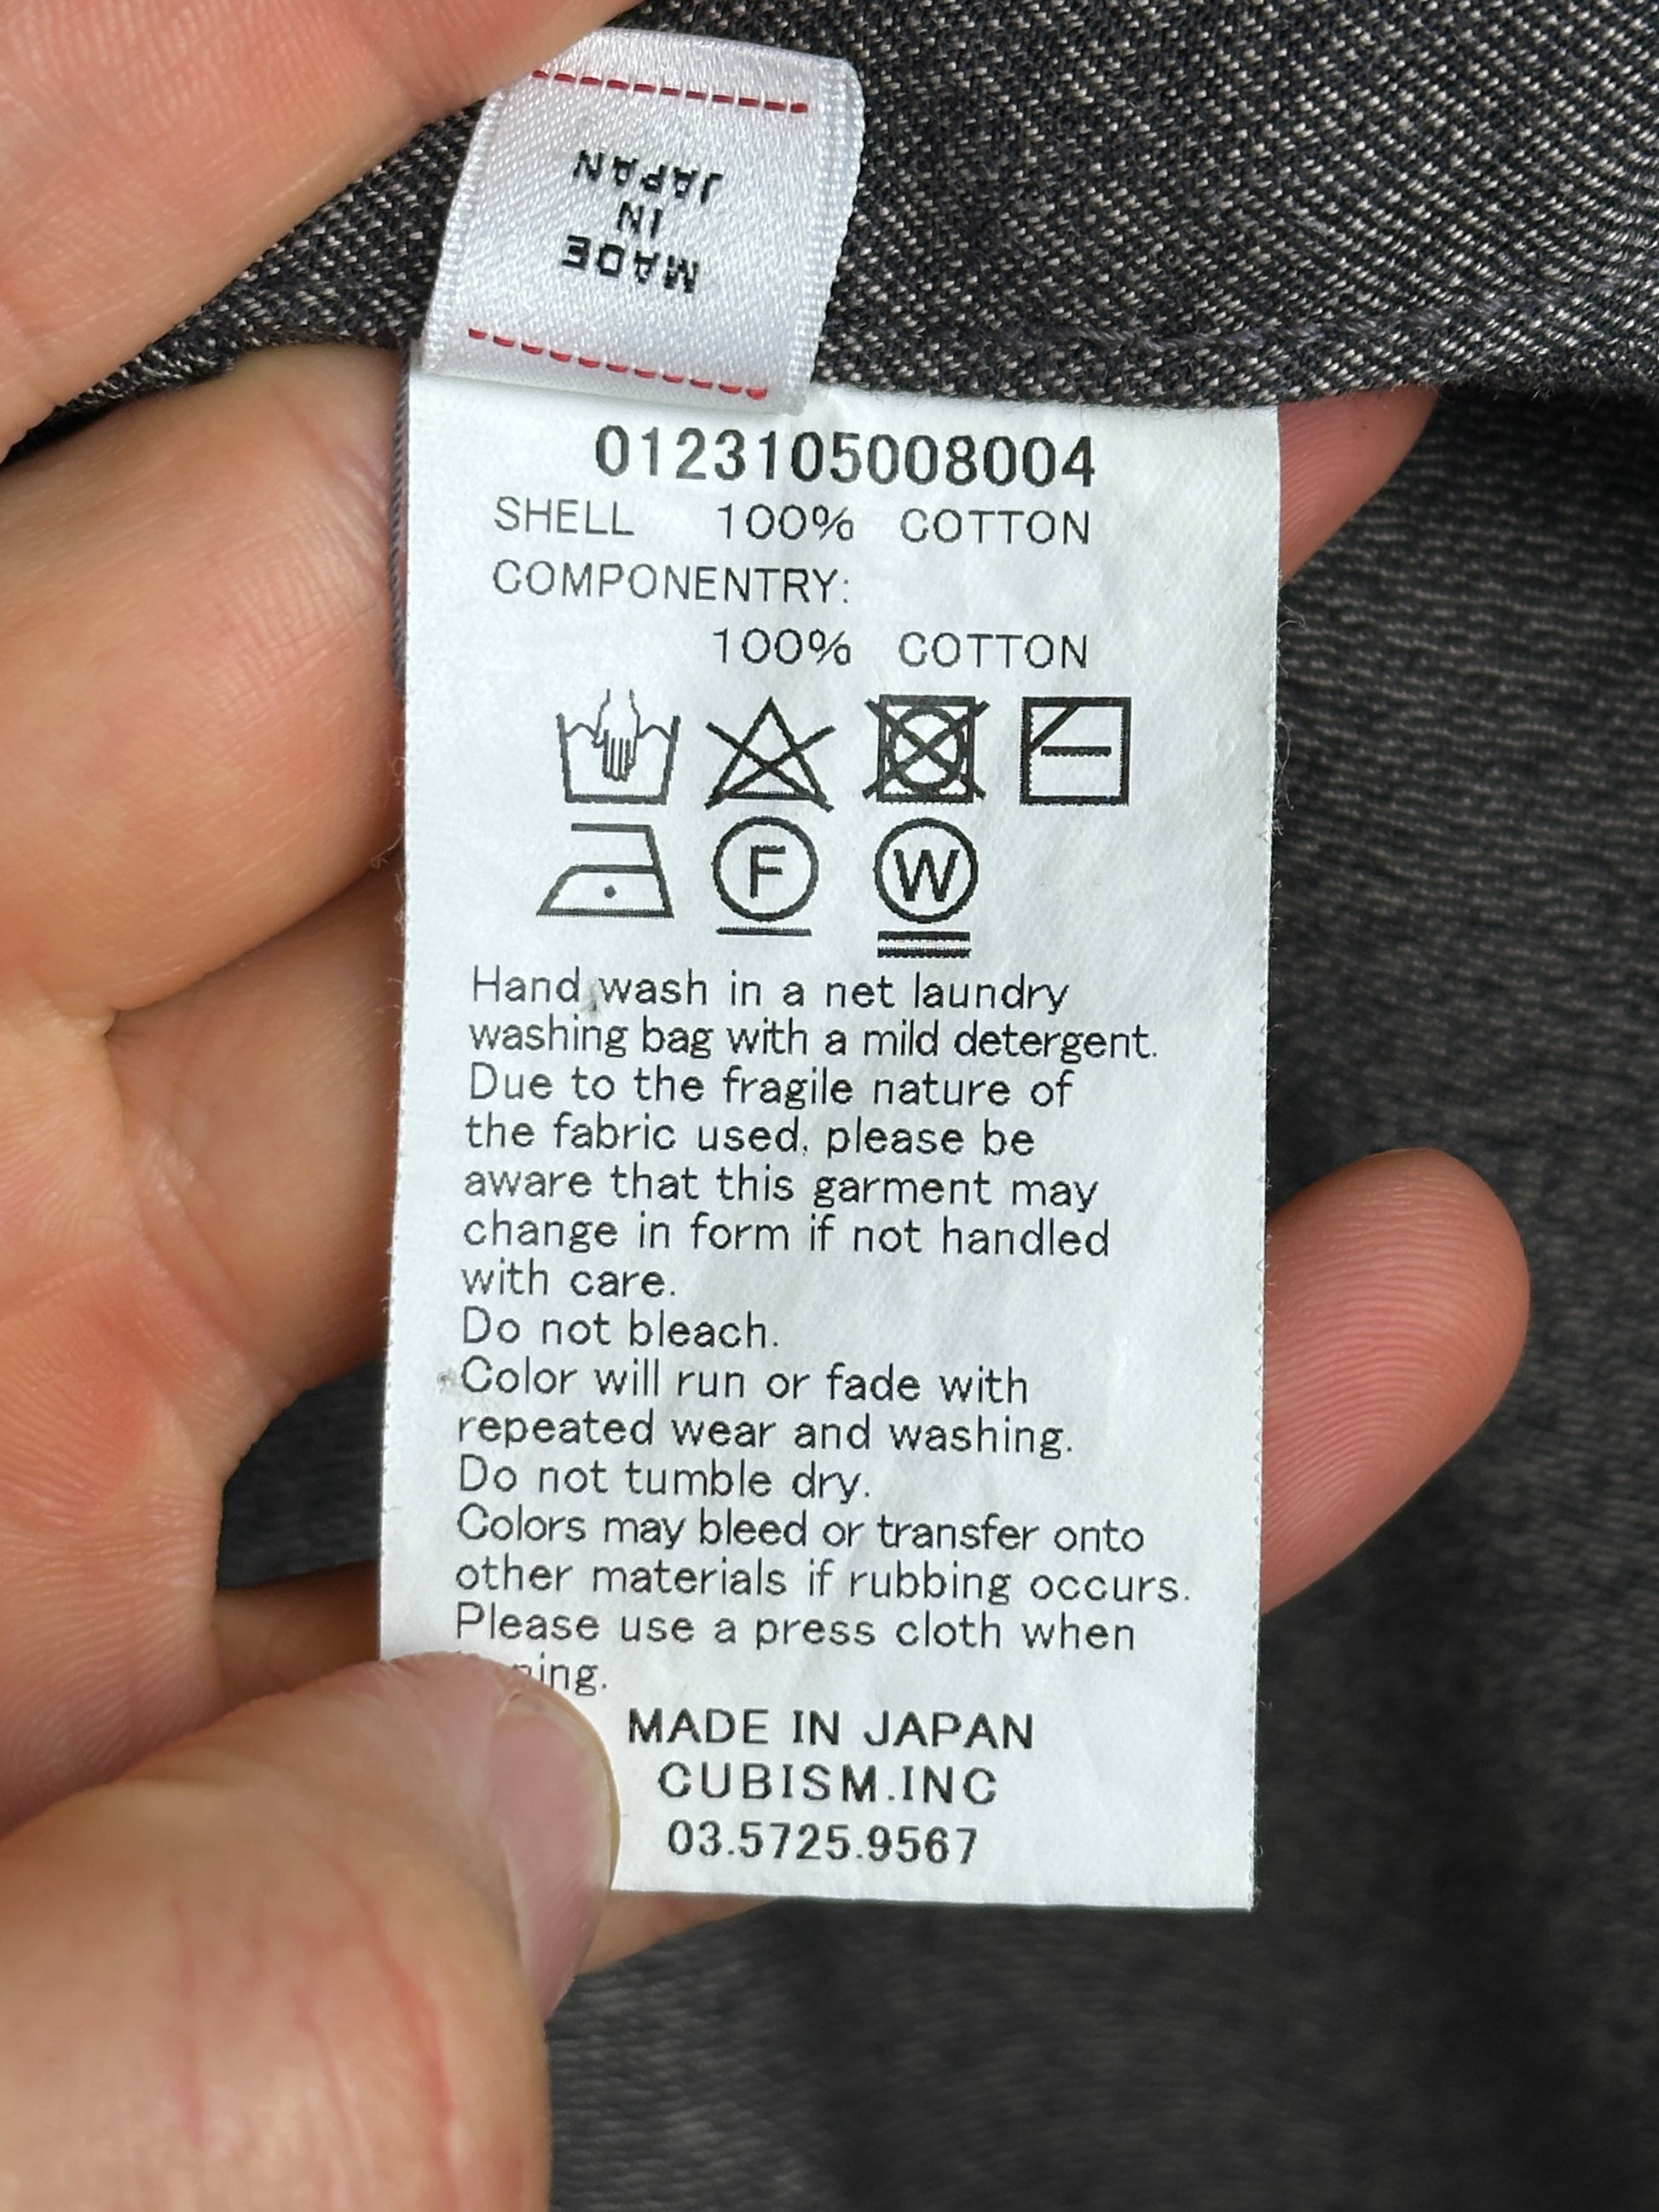 MADE
IN
JAPAN
0123105008004
SHELL 100% COTTON
COMPONENTRY:
100% COTTON
F W
Hand wash in a net laundry
washing bag with a mild detergent.
Due to the fragile nature of
the fabric used, please be
aware that this garment may
change in form if not handled
with care.
Do not bleach.
Color will run or fade with
repeated wear and washing.
Do not tumble dry.
Colors may bleed or transfer onto
other materials if rubbing occurs.
Please use a press cloth when
MADE IN JAPAN
CUBISM.INC
03.5725.9567